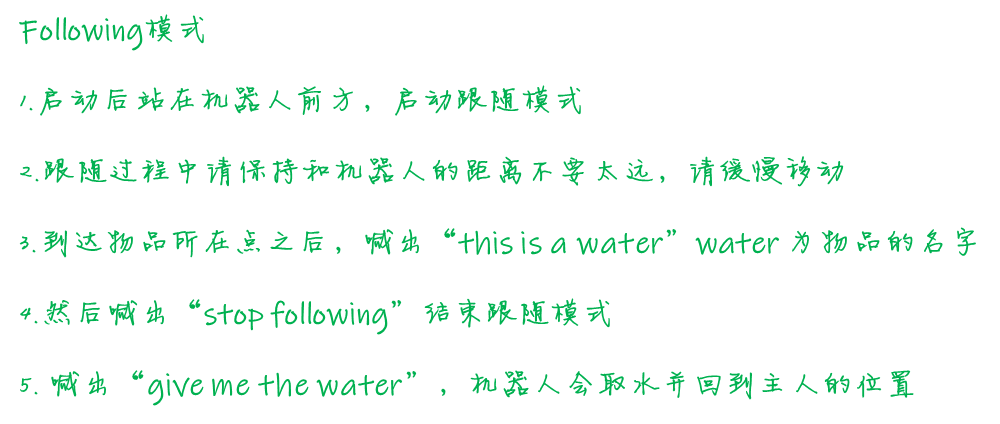 Following模式
1.启动后站在机器人前方，启动跟随模式
2.跟随过程中请保持和机器人的距离不要太远，请缓慢移动
3.到达物品所在点之后，喊出“this is a water”water 为物品的名字
4.然后喊出“stop following”结束跟随模式
5. 喊出“give me the water”，机器人会取水并回到主人的位置